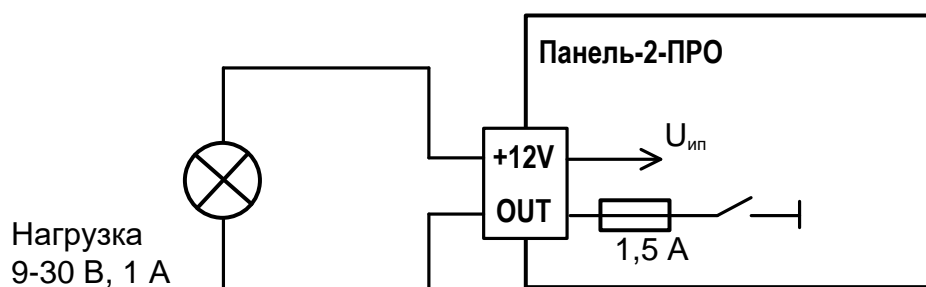 Панель-2-ПРО
+12V
Uип
OUT
1,5 А
Нагрузка
9-30 В, 1 А